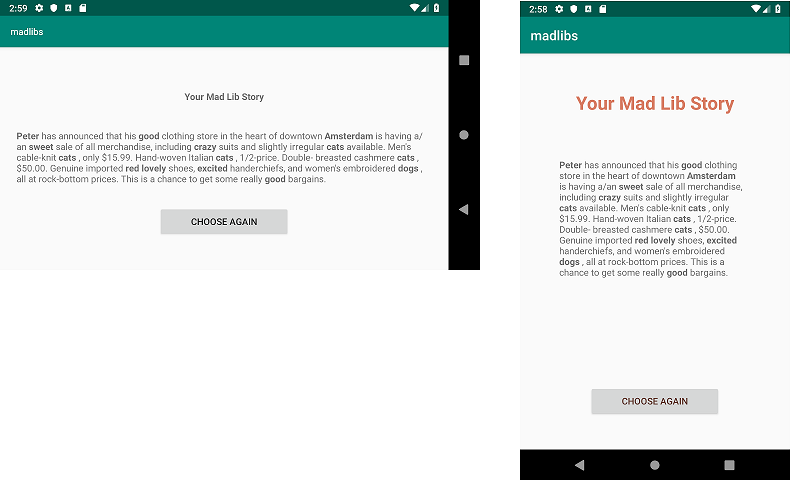 2:59
madlibs
Your Mad Lib Story
Peter has announced that his good clothing store in the heart of downtown Amsterdam is having a/
an sweet sale of all merchandise, including crazy suits and slightly irregular cats available. Men's
cable-knit cats , only $15.99. Hand-woven Italian cats , 1/2-price. Double- breasted cashmere cats ,
$50.00. Genuine imported red lovely shoes, excited handerchiefs, and women's embroidered dogs ,
all at rock-bottom prices. This is a chance to get some really good bargains.
CHOOSE AGAIN
2:58
madlibs
Your Mad Lib Story
Peter has announced that his good clothing
store in the heart of downtown Amsterdam
is having a/an sweet sale of all merchandise,
including crazy suits and slightly irregular
cats available. Men's cable-knit cats , only
$15.99. Hand-woven Italian cats , 1/2-price.
Double- breasted cashmere cats , $50.00.
Genuine imported red lovely shoes, excited
handerchiefs, and women's embroidered
dogs , all at rock-bottom prices. This is a
chance to get some really good bargains.
CHOOSE AGAIN